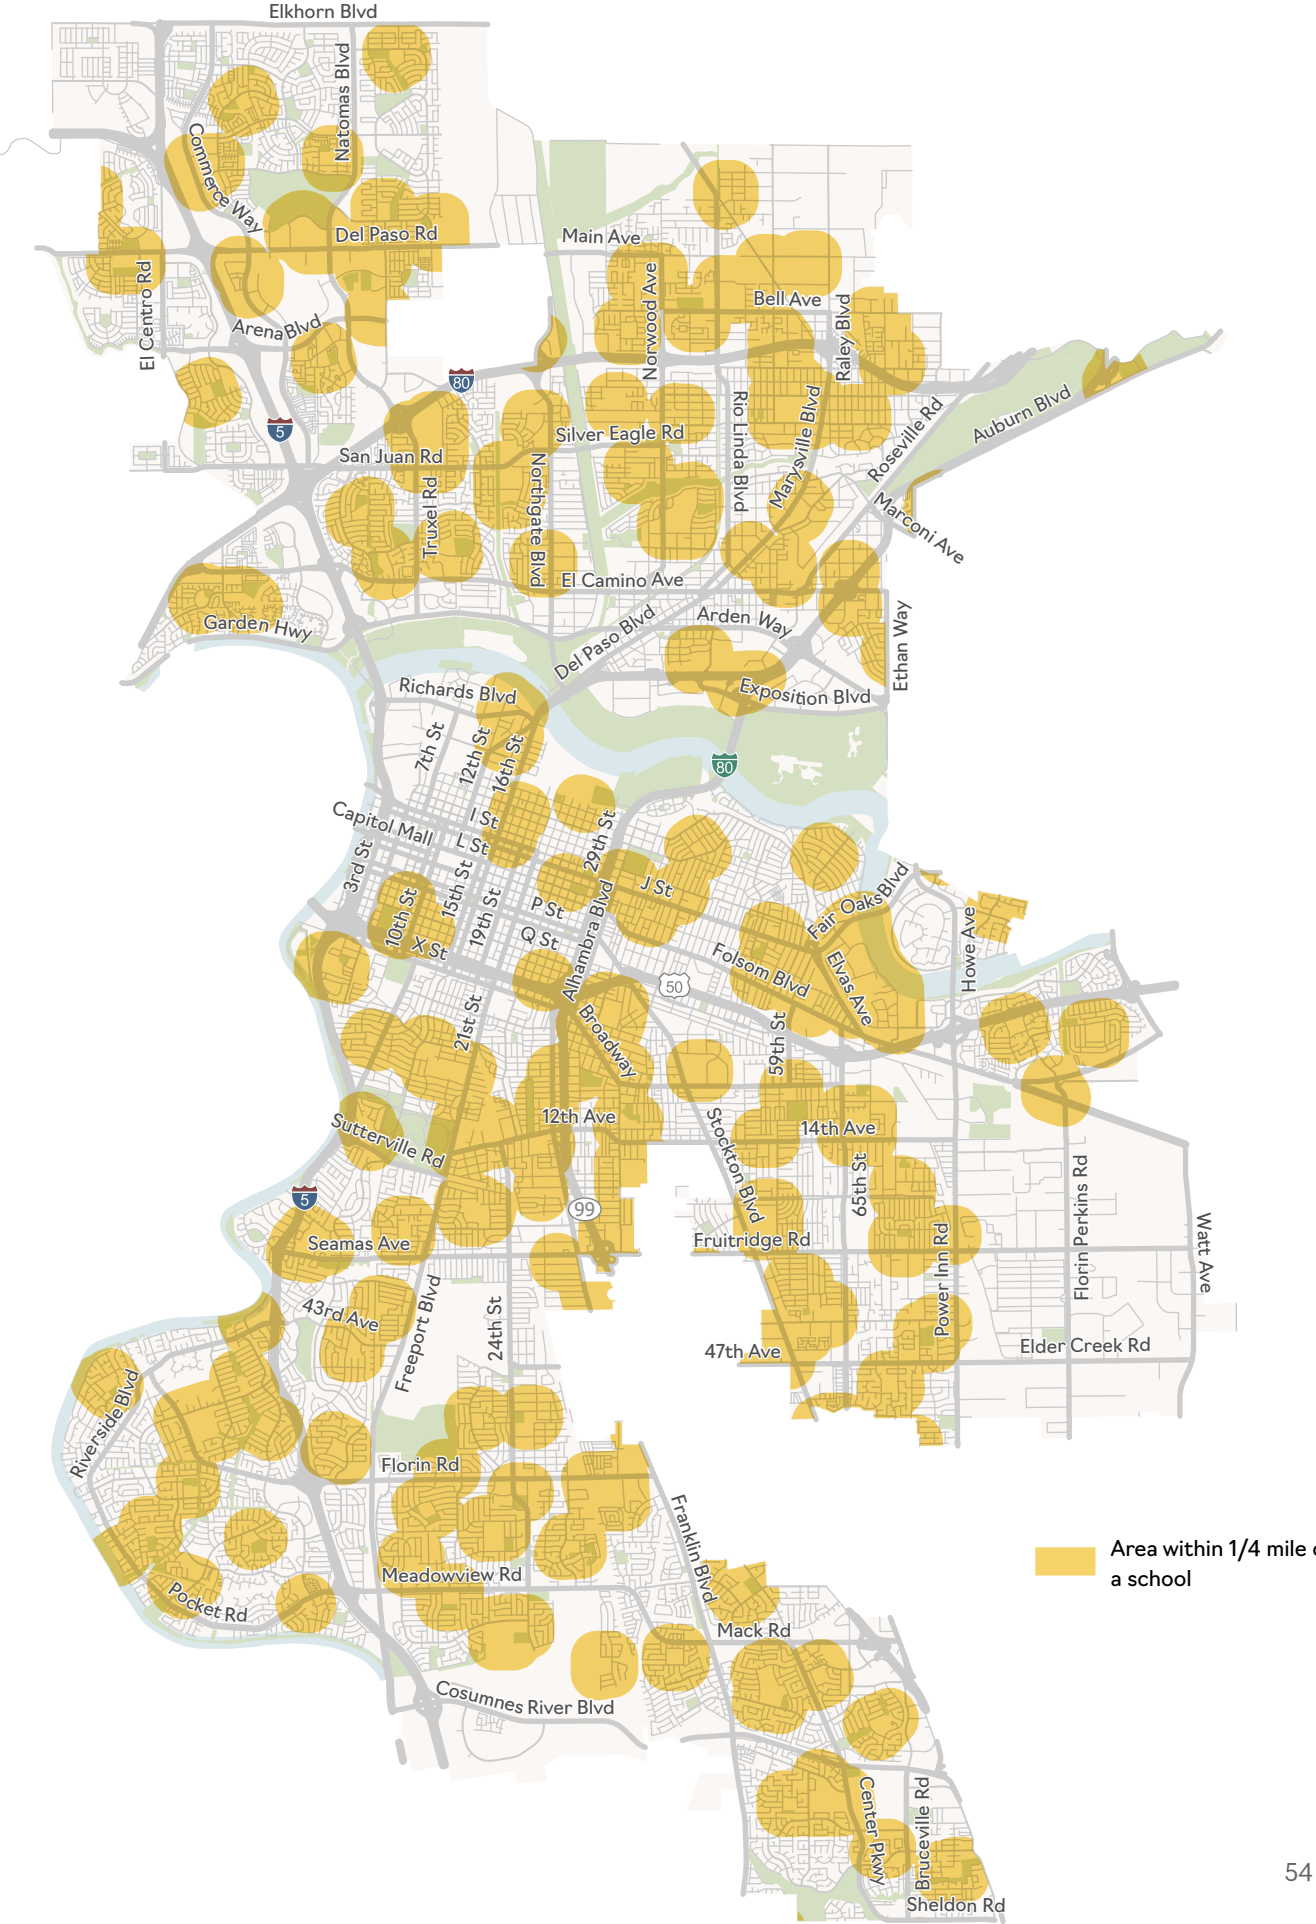 Elkhorn Blvd
Natomas Blvd
Commerce Way
Del Paso Rd
Main Ave
El Centro Rd
Arena Blvd
Norwood Ave
Bell Ave
Raley Blvd
80
5
Rio Linda Blvd
Marysville Blvd
Auburn Blvd
Roseville Rd
Silver Eagle Rd
San Juan Rd
Truxel Rd
Northgate Blvd
Marconi Ave
El Camino Ave
Garden Hwy
Arden Way
Del Paso Blvd
Ethan Way
Richards Blvd
Exposition Blvd
7th St
12th St
16th St
80
I St
Capitol Mall
L St
29th St
3rd St
J St
Fair Oaks Blvd
10th St
15th St
19th St
P St
Q St
X St
Alhambra Blvd
Folsom Blvd
Elvas Ave
Howe Ave
50
21st St
Broadway
59th St
12th Ave
Sutterville Rd
Stockton Blvd
14th Ave
65th St
5
99
Seamas Ave
Fruitridge Rd
Power Inn Rd
Florin Perkins Rd
Watt Ave
43rd Ave
Freeport Blvd
24th St
47th Ave
Elder Creek Rd
Riverside Blvd
Florin Rd
Franklin Blvd
Area within 1/4 mile
a school
Meadowview Rd
Pocket Rd
Mack Rd
Cosumnes River Blvd
Center Pkwy
Bruceville Rd
54
Sheldon Rd